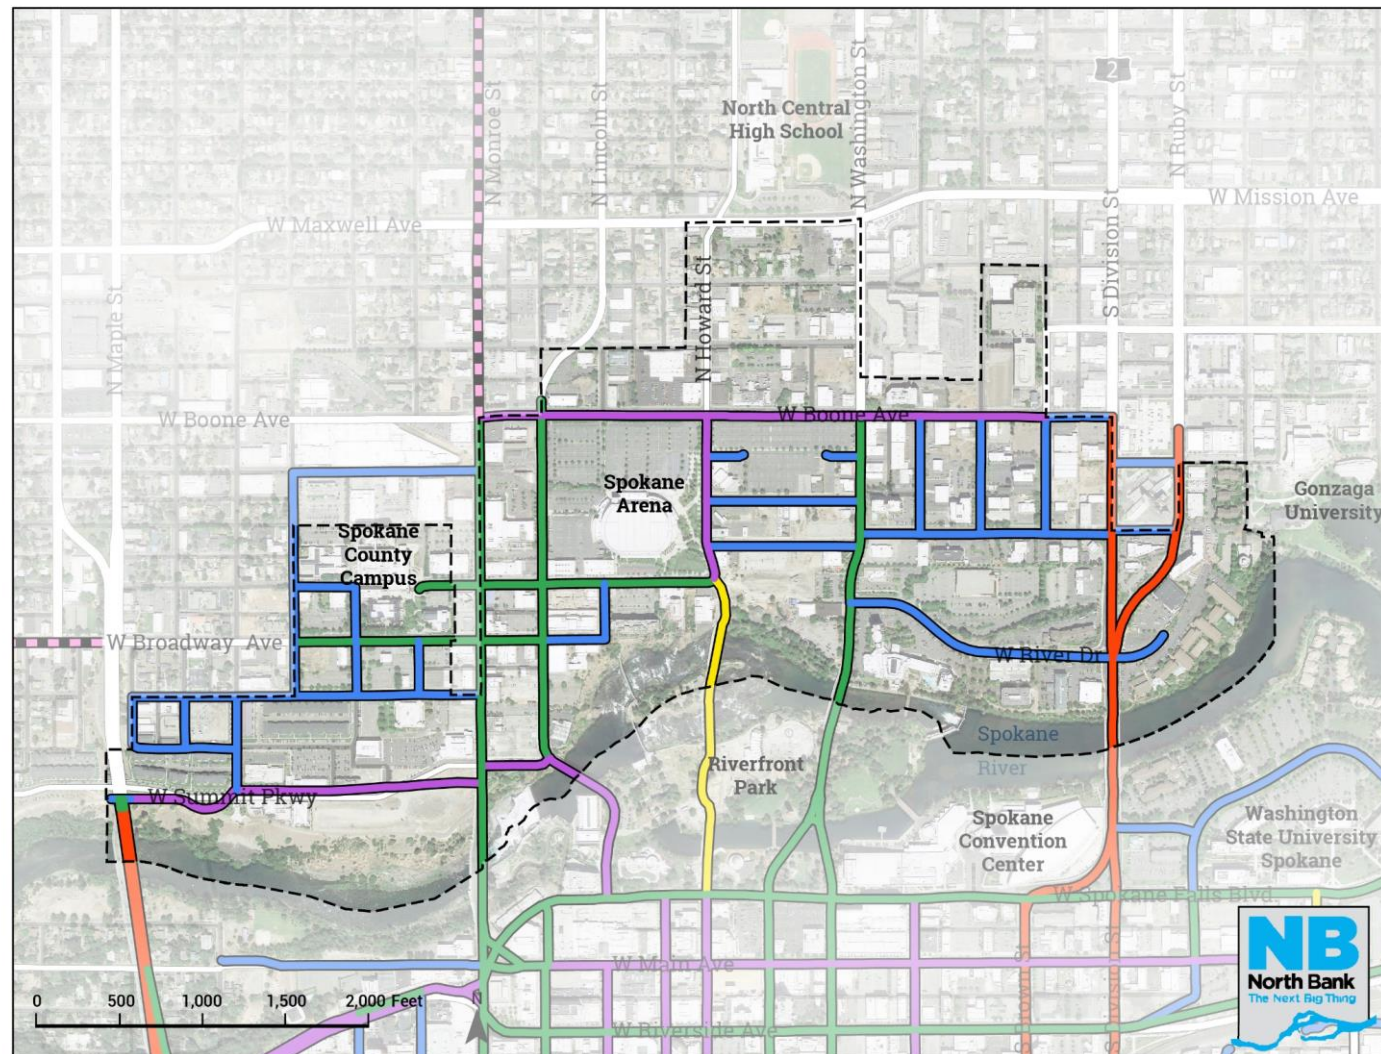 2
N Monroe St
N Lincoln St
North Central
High School
N Washington St
N Ruby St
W Maxwell Ave
W Mission Ave
N Maple St
N Howard St
S Division St
W Boone Ave
W Boone Ave
Spokane
Arena
Gonzaga
University
Spokane
County
Campus
W Broadway Ave
W River Dr
Spokane
River
Riverfront
Park
W Summit Pkwy
Spokane
Convention
Center
Washington
State University
Spokane
W Spokane Falls Blvd.
W Main Ave
W Riverside Ave
S Division St
N
0 500 1,000 1,500 2,000 Feet
NB
North Bank
The Next Big Thing